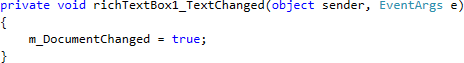 private void richTextBox1_TextChanged(object sender, EventArgs e)
{
    m_DocumentChanged = true;
}